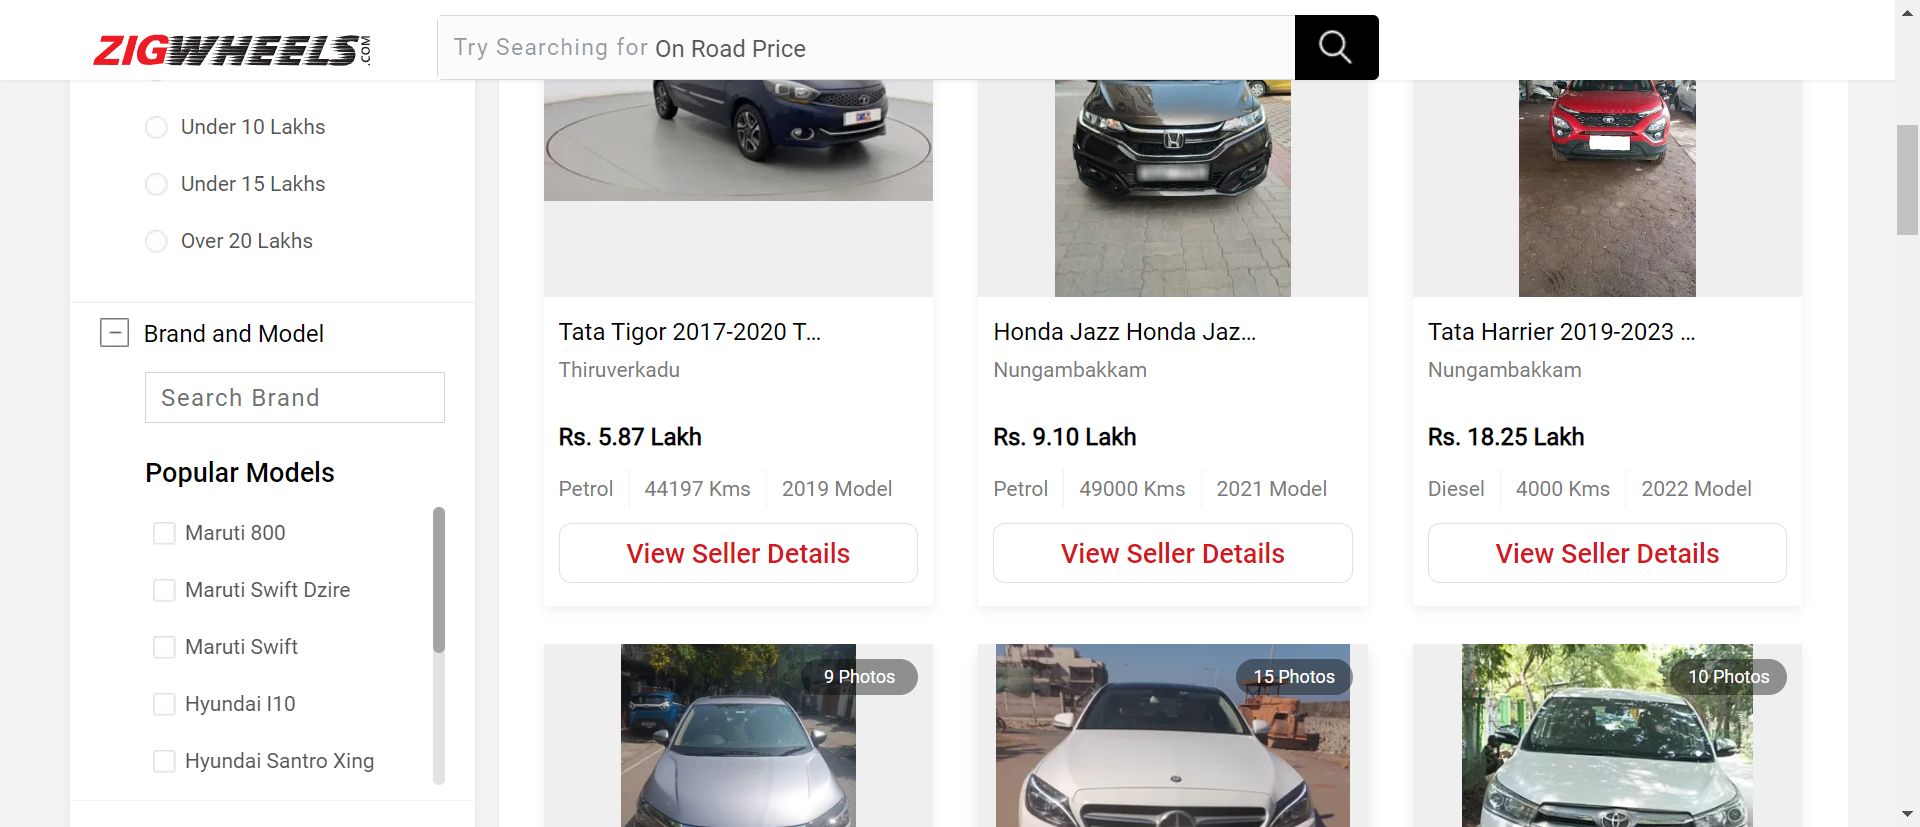 ZIGWHEELS.COM
Try Searching for On Road Price
Under 10 Lakhs
Under 15 Lakhs
Over 20 Lakhs
Brand and Model
Search Brand
Popular Models
Maruti 800
Maruti Swift Dzire
Maruti Swift
Hyundai I10
Hyundai Santro Xing
Tata Tigor 2017-2020 T...
Thiruverkadu
Rs. 5.87 Lakh
Petrol 44197 Kms 2019 Model
View Seller Details
Honda Jazz Honda Jaz...
Nungambakkam
Rs. 9.10 Lakh
Petrol 49000 Kms 2021 Model
View Seller Details
Tata Harrier 2019-2023 ...
Nungambakkam
Rs. 18.25 Lakh
Diesel 4000 Kms 2022 Model
View Seller Details
9 Photos
15 Photos
10 Photos